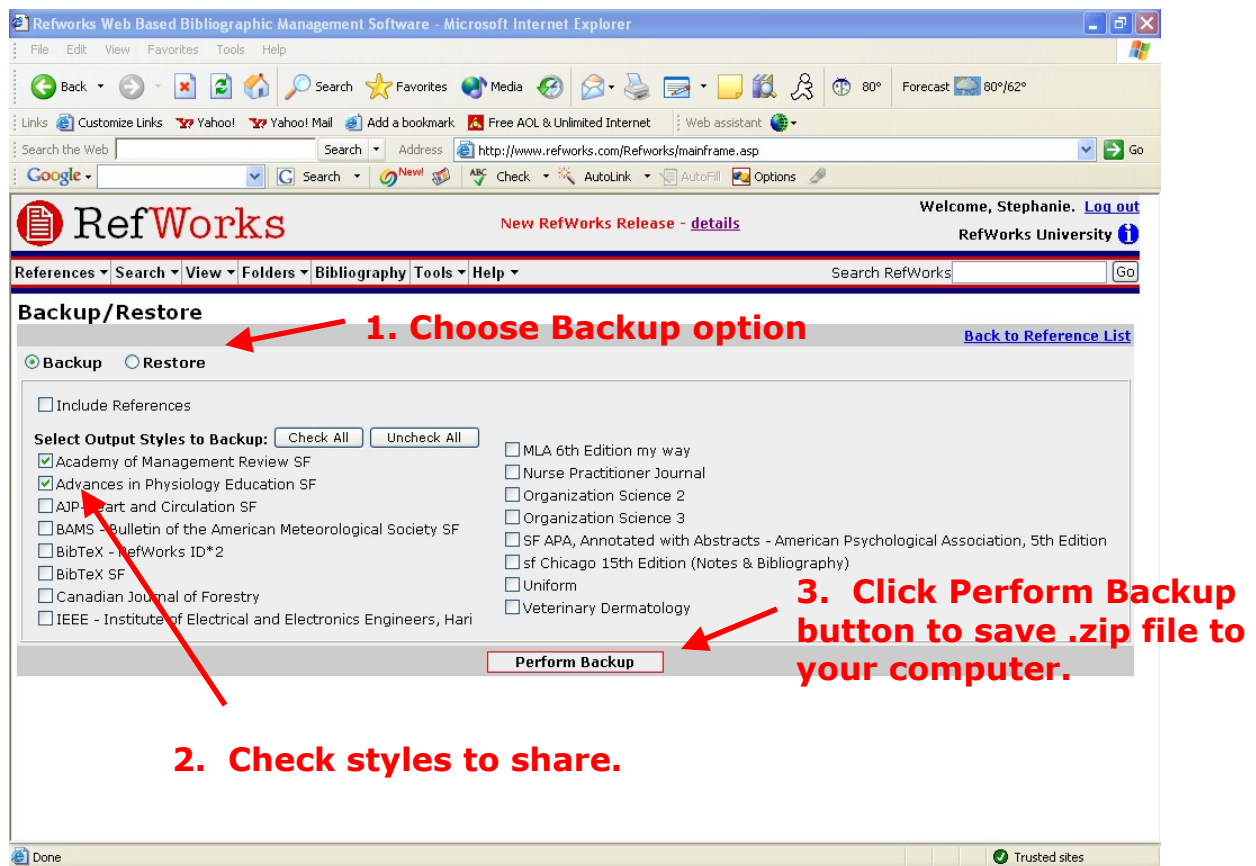 Refworks Web Based Bibliographic Management Software - Microsoft Internet Explorer
File Edit View Favorites Tools Help
Back Search Favorites Media 80° Forecast 80°/62°
Links Customize Links Yahoo! Yahoo! Mail Add a bookmark Free AOL & Unlimited Internet Web assistant
Search the Web Search Address http://www.refworks.com/Refworks/mainframe.asp Go
Google Search New! ABC Check AutoLink AutoFill Options
RefWorks New RefWorks Release - details Welcome, Stephanie. Log out
RefWorks University
References Search View Folders Bibliography Tools Help Search RefWorks Go
Backup/Restore
1. Choose Backup option
Back to Reference List
Backup Restore
Include References
Select Output Styles to Backup: Check All Uncheck All
Academy of Management Review SF
Advances in Physiology Education SF
AJP-Heart and Circulation SF
BAMS - Bulletin of the American Meteorological Society SF
BibTeX - RefWorks ID*2
BibTeX SF
Canadian Journal of Forestry
IEEE - Institute of Electrical and Electronics Engineers, Hari
MLA 6th Edition my way
Nurse Practitioner Journal
Organization Science 2
Organization Science 3
SF APA, Annotated with Abstracts - American Psychological Association, 5th Edition
sf Chicago 15th Edition (Notes & Bibliography)
Uniform
Veterinary Dermatology
3. Click Perform Backup
button to save .zip file to
your computer.
Perform Backup
2. Check styles to share.
Done Trusted sites